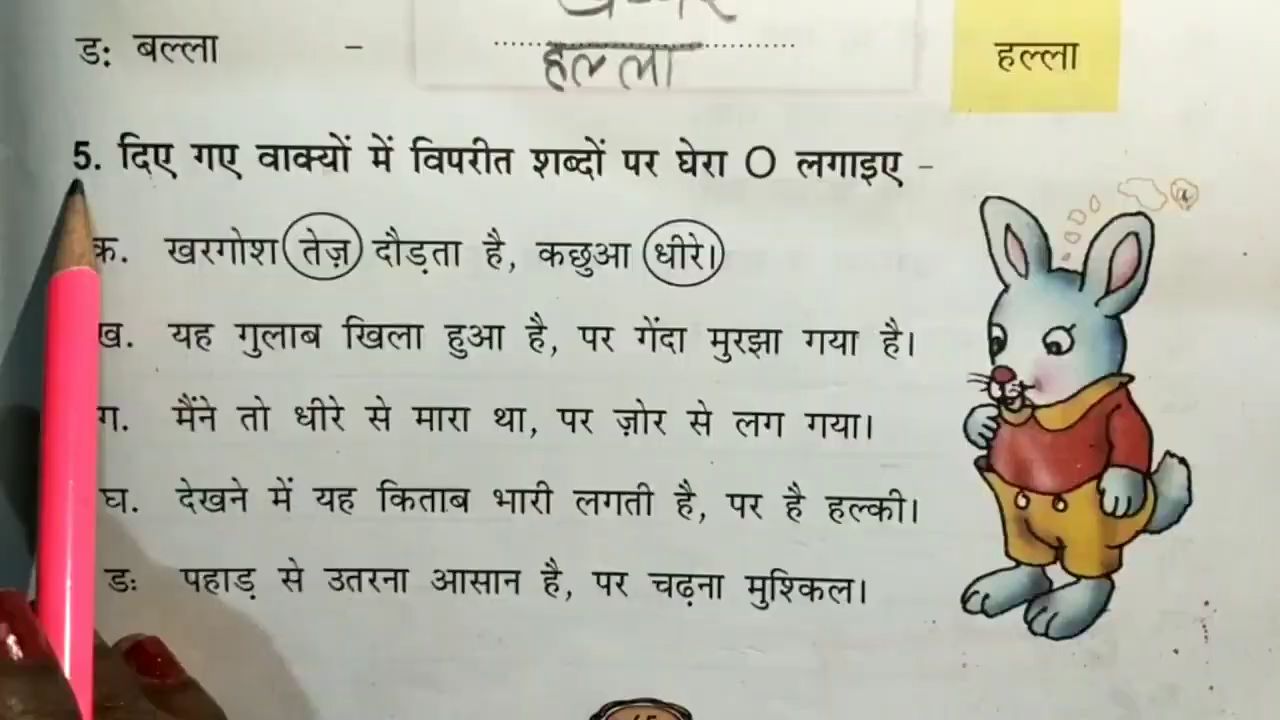 डः बल्ला - हल्ला हल्ला
5. दिए गए वाक्यों में विपरीत शब्दों पर घेरा O लगाइए -
क. खरगोश तेज़ दौड़ता है, कछुआ धीरे।
ख. यह गुलाब खिला हुआ है, पर गेंदा मुरझा गया है।
ग. मैंने तो धीरे से मारा था, पर ज़ोर से लग गया।
घ. देखने में यह किताब भारी लगती है, पर है हल्की।
डः पहाड़ से उतरना आसान है, पर चढ़ना मुश्किल।